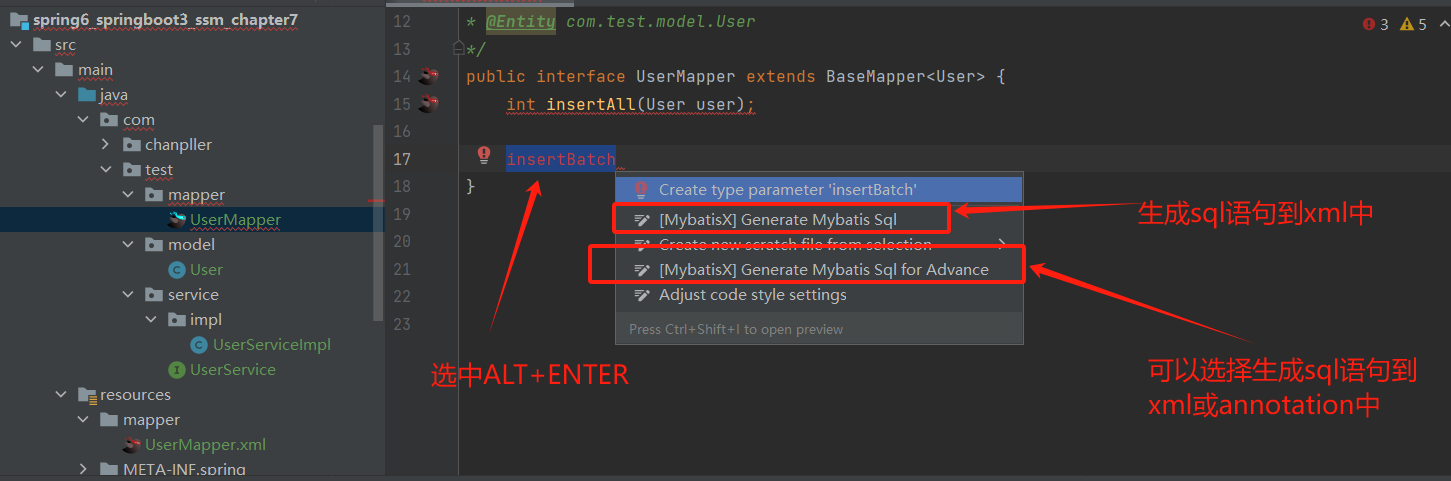 spring6_springboot3_ssm_chapter7
src
main
java
com
chanpller
test
mapper
UserMapper
model
User
service
impl
UserServiceImpl
UserService
resources
mapper
UserMapper.xml
META-INF.spring
12 * @Entity com.test.model.User
13 */
14 public interface UserMapper extends BaseMapper<User> {
15 int insertAll(User user);
16
17 insertBatch
18 }
19
20
21
22
23
3 5
Create type parameter 'insertBatch'
[MybatisX] Generate Mybatis Sql
Create new scratch file from selection
[MybatisX] Generate Mybatis Sql for Advance
Adjust code style settings
Press Ctrl+Shift+I to open preview
选中ALT+ENTER
生成sql语句到xml中
可以选择生成sql语句到
xml或annotation中